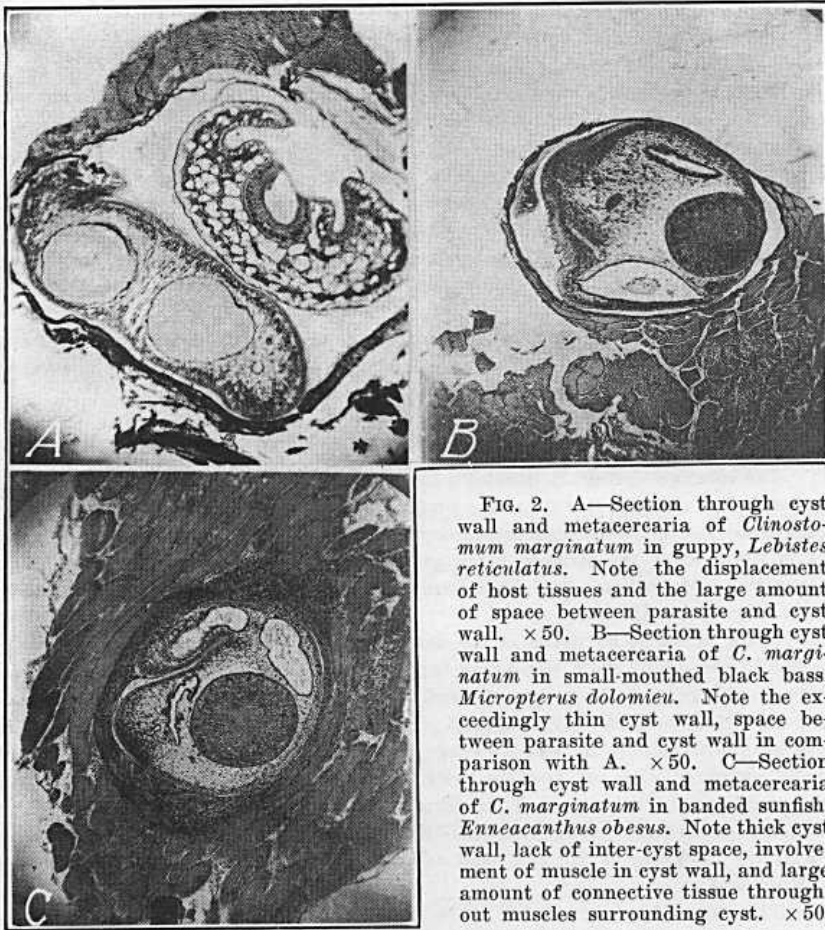 A
B
C
FIG. 2. A—Section through cyst
wall and metacercaria of Clinosto-
mum marginatum in guppy, Lebistes
reticulatus. Note the displacement
of host tissues and the large amount
of space between parasite and cyst
wall. ×50. B—Section through cyst
wall and metacercaria of C. margi-
natum in small-mouthed black bass
Micropterus dolomieu. Note the ex-
ceedingly thin cyst wall, space be-
tween parasite and cyst wall in com-
parison with A. ×50. C—Section
through cyst wall and metacercaria
of C. marginatum in banded sunfish
Enneacanthus obesus. Note thick cyst
wall, lack of inter-cyst space, involve
ment of muscle in cyst wall, and large
amount of connective tissue through
out muscles surrounding cyst. ×50